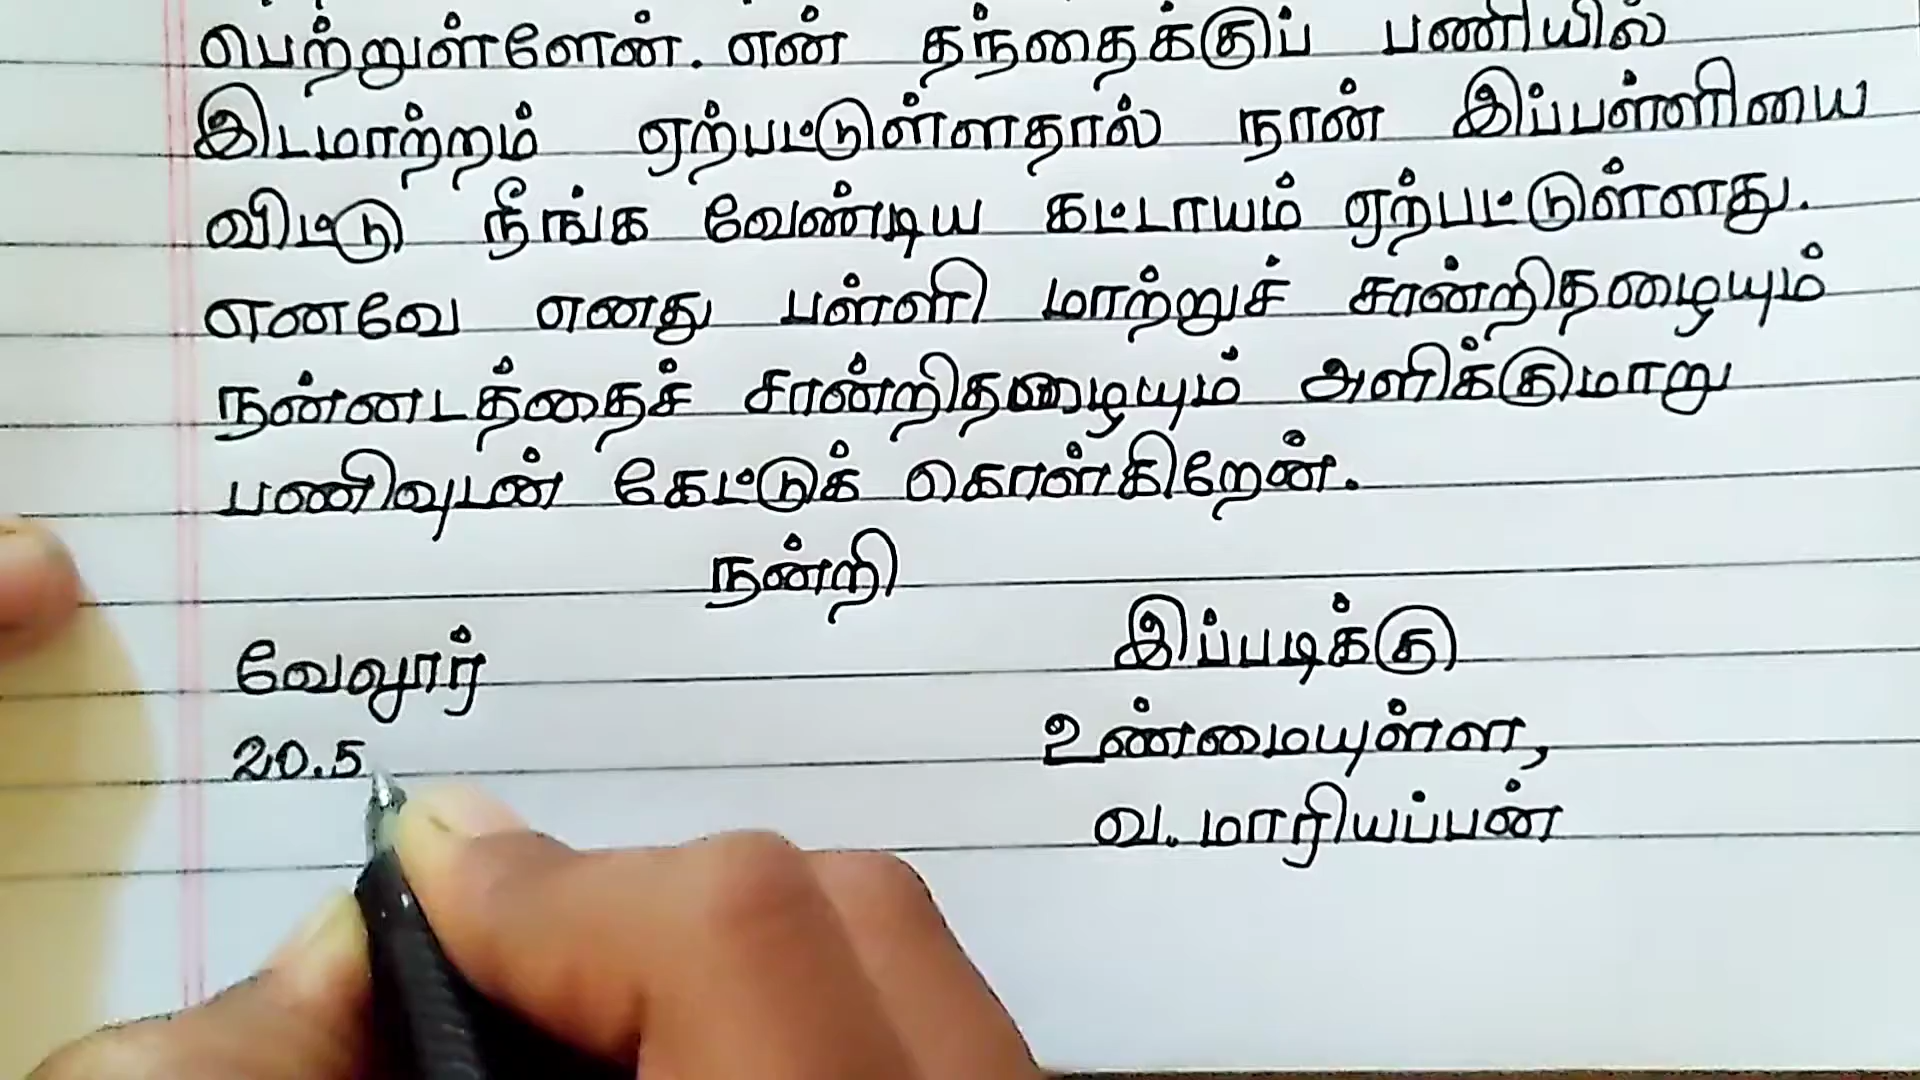 பெற்றுள்ளேன். என் தந்தைக்குப் பணியில்
இடமாற்றம் ஏற்பட்டுள்ளதால் நான் இப்பள்ளியை
விட்டு நீங்க வேண்டிய கட்டாயம் ஏற்பட்டுள்ளது.
எனவே எனது பள்ளி மாற்றுச் சான்றிதழையும்
நன்னடத்தைச் சான்றிதழையும் அளிக்குமாறு
பணிவுடன் கேட்டுக் கொள்கிறேன்.
நன்றி
வேலூர்
20.5
இப்படிக்கு
உண்மையுள்ள,
வ. மாரியப்பன்